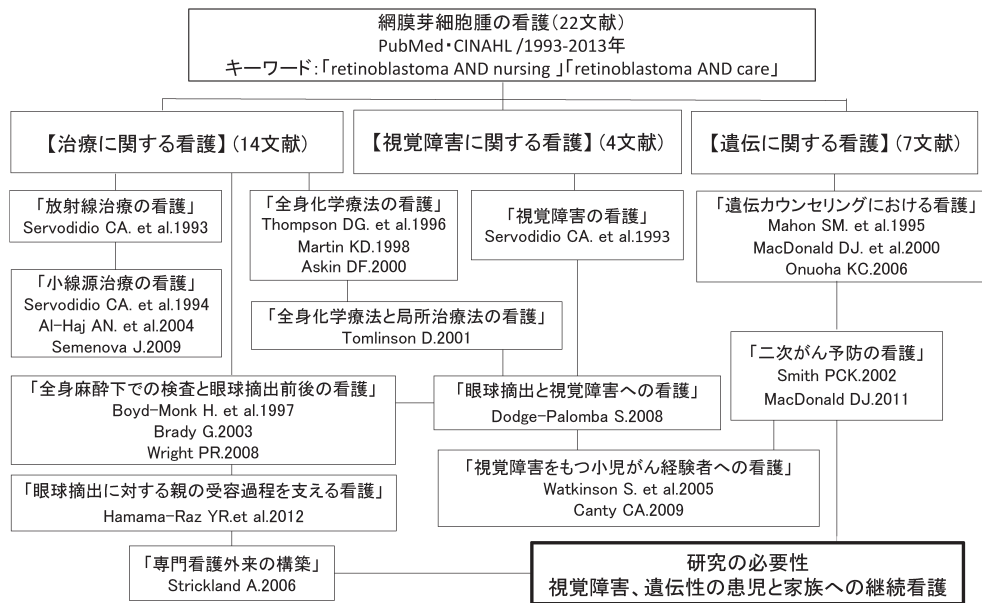 網膜芽細胞腫の看護(22文献)
PubMed・CINAHL /1993-2013年
キーワード:「retinoblastoma AND nursing 」「retinoblastoma AND care」
【治療に関する看護】(14文献)
【視覚障害に関する看護】(4文献)
【遺伝に関する看護】(7文献)
「放射線治療の看護」
Servodidio CA. et al.1993
「全身化学療法の看護」
Thompson DG. et al.1996
Martin KD.1998
Askin DF.2000
「視覚障害の看護」
Servodidio CA. et al.1993
「遺伝カウンセリングにおける看護」
Mahon SM. et al.1995
MacDonald DJ. et al.2000
Onuoha KC.2006
「小線源治療の看護」
Servodidio CA. et al.1994
Al-Haj AN. et al.2004
Semenova J.2009
「全身化学療法と局所治療法の看護」
Tomlinson D.2001
「二次がん予防の看護」
Smith PCK.2002
MacDonald DJ.2011
「全身麻酔下での検査と眼球摘出前後の看護」
Boyd-Monk H. et al.1997
Brady G.2003
Wright PR.2008
「眼球摘出と視覚障害への看護」
Dodge-Palomba S.2008
「視覚障害をもつ小児がん経験者への看護」
Watkinson S. et al.2005
Canty CA.2009
「眼球摘出に対する親の受容過程を支える看護」
Hamama-Raz YR.et al.2012
「専門看護外来の構築」
Strickland A.2006
研究の必要性
視覚障害、遺伝性の患児と家族への継続看護